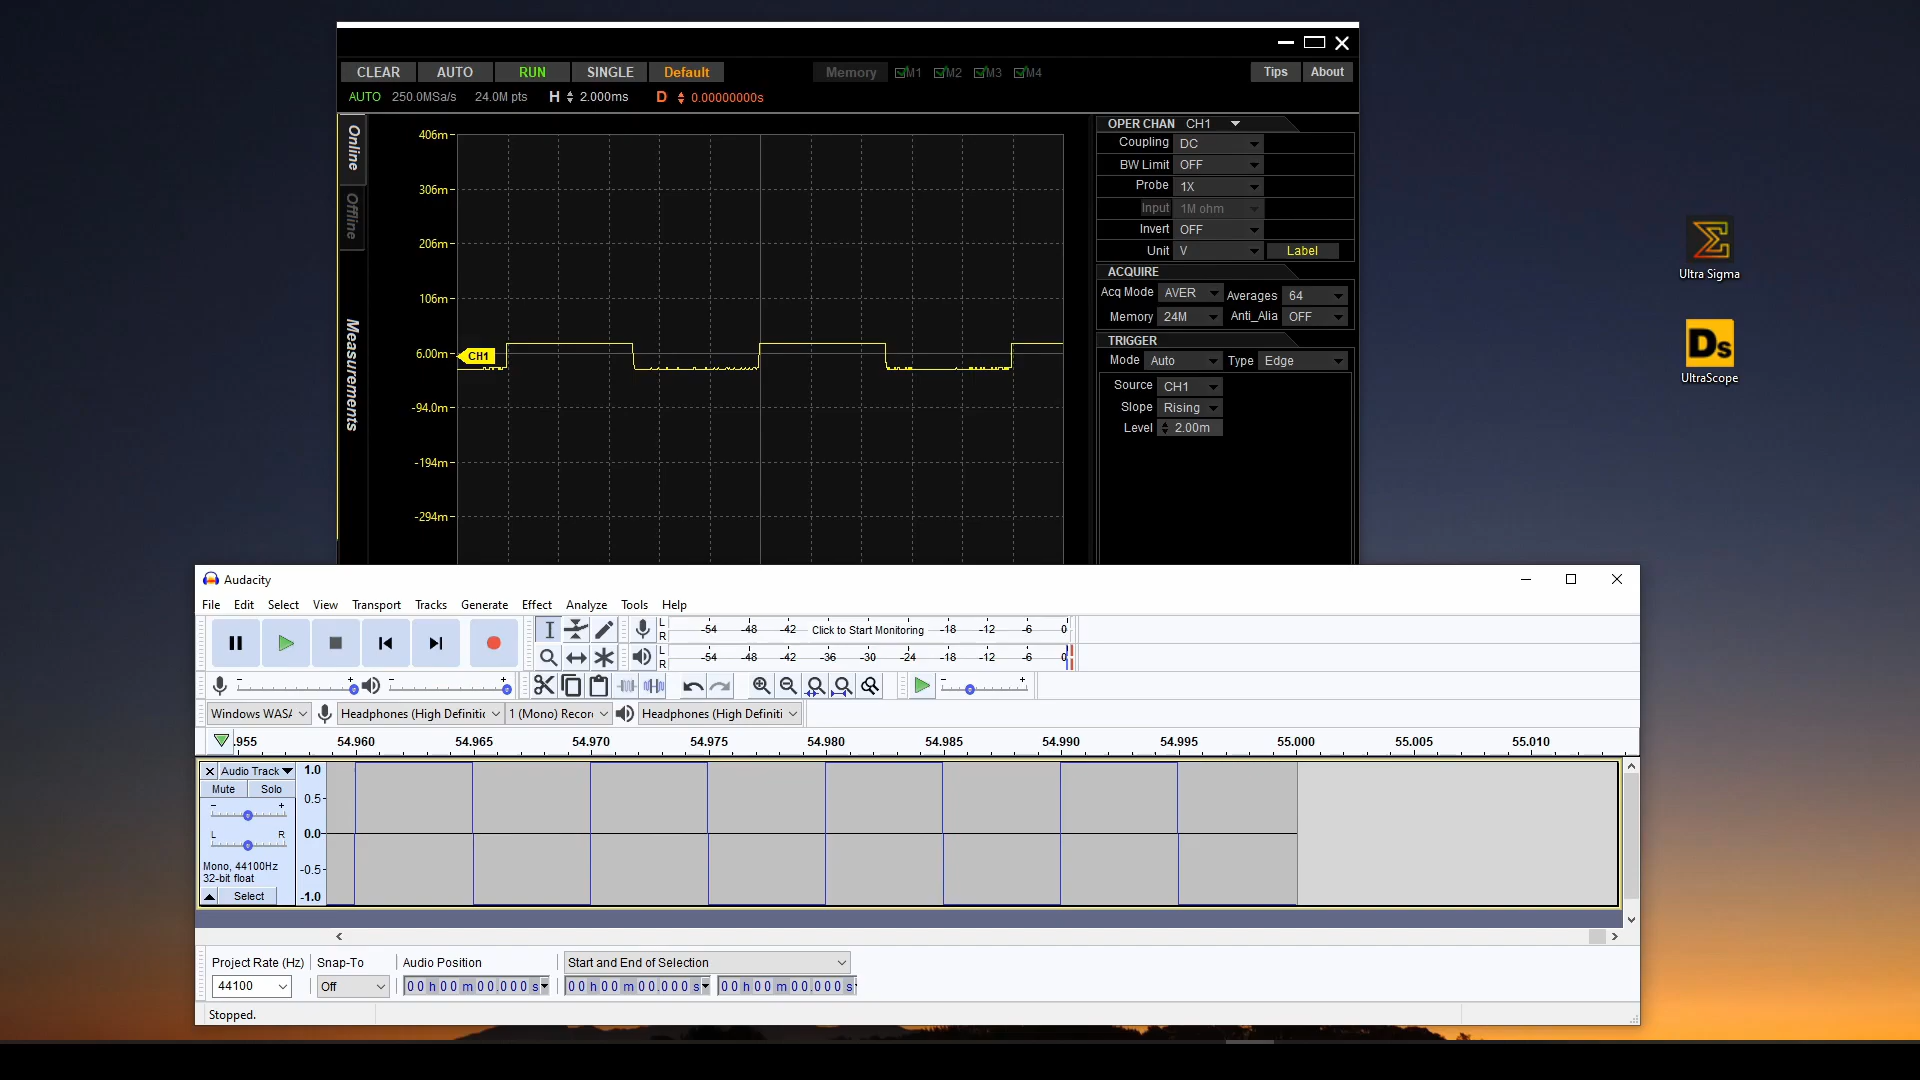 CLEAR AUTO RUN SINGLE Default Memory M1 M2 M3 M4 Tips About
AUTO 250.0MSa/s 24.0M pts H 2.000ms D 0.00000000s
Online
Offline
Measurements
406m
306m
206m
106m
6.00m
-94.0m
-194m
-294m
CH1
OPER CHAN CH1
Coupling DC
BW Limit OFF
Probe 1X
Input 1M ohm
Invert OFF
Unit V Label
ACQUIRE
Acq Mode AVER Averages 64
Memory 24M Anti_Alia OFF
TRIGGER
Mode Auto Type Edge
Source CH1
Slope Rising
Level 2.00m
Ultra Sigma
Ds
UltraScope
Audacity
File Edit Select View Transport Tracks Generate Effect Analyze Tools Help
L R -54 -48 -42 Click to Start Monitoring -18 -12 -6 0
L R -54 -48 -42 -36 -30 -24 -18 -12 -6 0
Windows WASA Headphones (High Definitic 1 (Mono) Recorc Headphones (High Definiti
.955 54.960 54.965 54.970 54.975 54.980 54.985 54.990 54.995 55.000 55.005 55.010
Audio Track
Mute Solo
L R
Mono, 44100Hz
32-bit float
Select
1.0
0.5-
0.0-
-0.5-
-1.0
Project Rate (Hz) Snap-To Audio Position Start and End of Selection
44100 Off 00 h 00 m 00.000 s 00 h 00 m 00.000 s 00 h 00 m 00.000 s
Stopped.